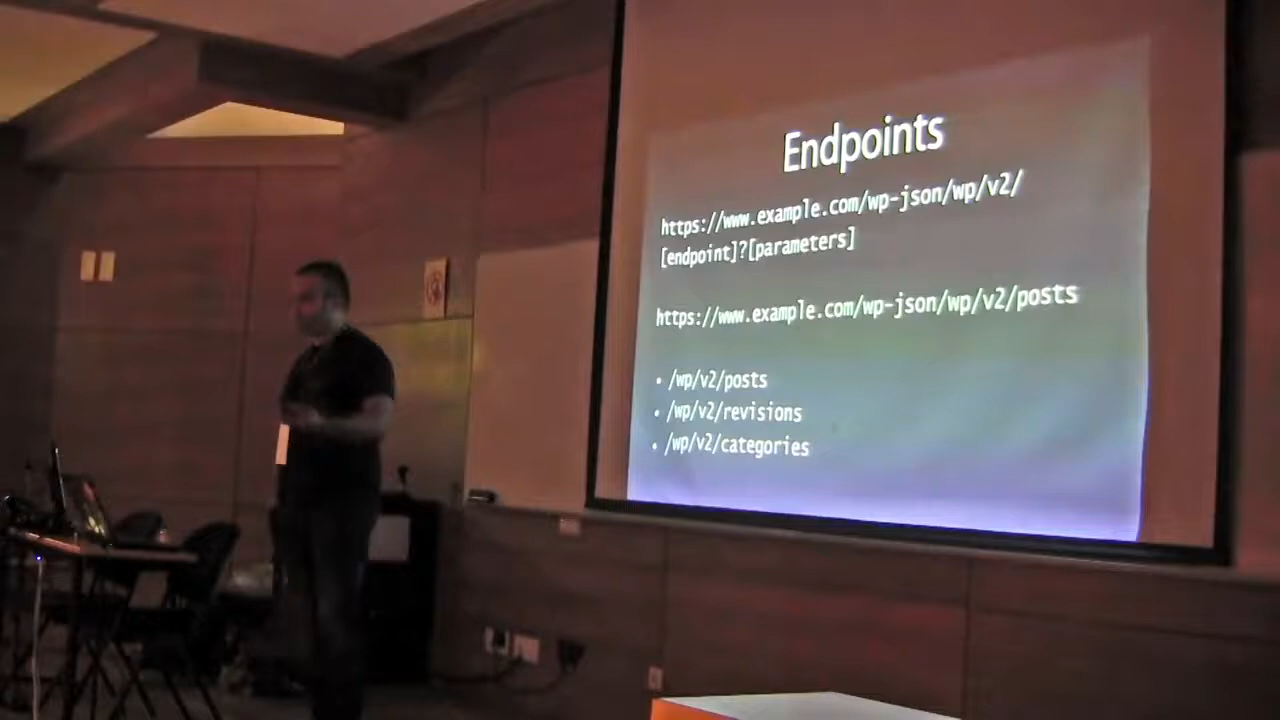 Endpoints
https://www.example.com/wp-json/wp/v2/
[endpoint]?[parameters]
https://www.example.com/wp-json/wp/v2/posts
• /wp/v2/posts
• /wp/v2/revisions
• /wp/v2/categories